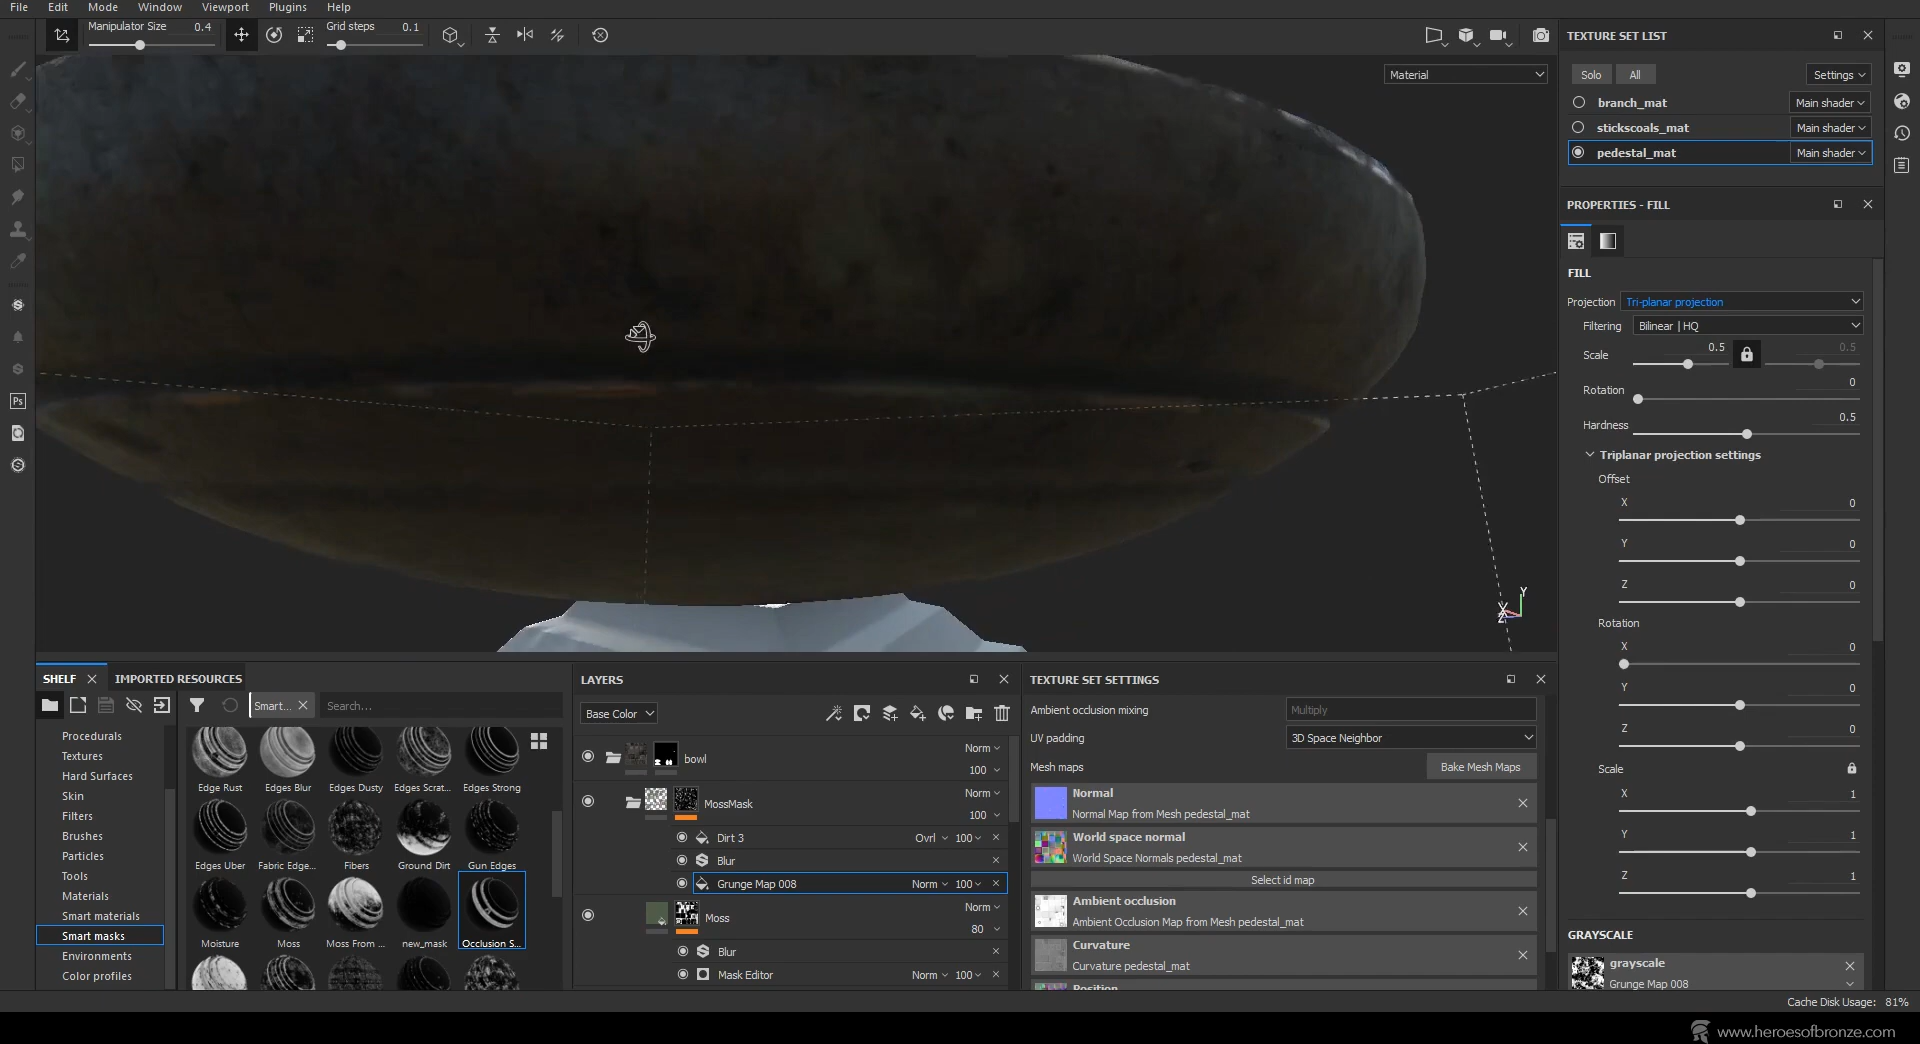 File Edit Mode Window Viewport Plugins Help
Manipulator Size 0.4
Grid steps 0.1
Material
TEXTURE SET LIST
Solo All Settings
branch_mat Main shader
stickscoals_mat Main shader
pedestal_mat Main shader
PROPERTIES - FILL
FILL
Projection Tri-planar projection
Filtering Bilinear | HQ
Scale 0.5 0.5
Rotation 0
Hardness 0.5
Triplanar projection settings
Offset
X 0
Y 0
Z 0
Rotation
X 0
Y 0
Z 0
Scale
X 1
Y 1
Z 1
GRAYSCALE
grayscale
Grunge Map 008
Ps
Y
X
Z
SHELF IMPORTED RESOURCES
Smart... Search...
Procedurals
Textures
Hard Surfaces
Skin
Filters
Brushes
Particles
Tools
Materials
Smart materials
Smart masks
Environments
Color profiles
Edge Rust Edges Blur Edges Dusty Edges Scrat... Edges Strong
Edges Uber Fabric Edge... Fibers Ground Dirt Gun Edges
Moisture Moss Moss From ... new_mask Occlusion S...
LAYERS
Base Color
bowl Norm 100
MossMask Norm 100
Dirt 3 Ovrl 100
Blur
Grunge Map 008 Norm 100
Moss Norm 80
Blur
Mask Editor Norm 100
TEXTURE SET SETTINGS
Ambient occlusion mixing Multiply
UV padding 3D Space Neighbor
Mesh maps Bake Mesh Maps
Normal
Normal Map from Mesh pedestal_mat
World space normal
World Space Normals pedestal_mat
Select id map
Ambient occlusion
Ambient Occlusion Map from Mesh pedestal_mat
Curvature
Curvature pedestal_mat
Position
Cache Disk Usage: 81%
www.heroesofbronze.com